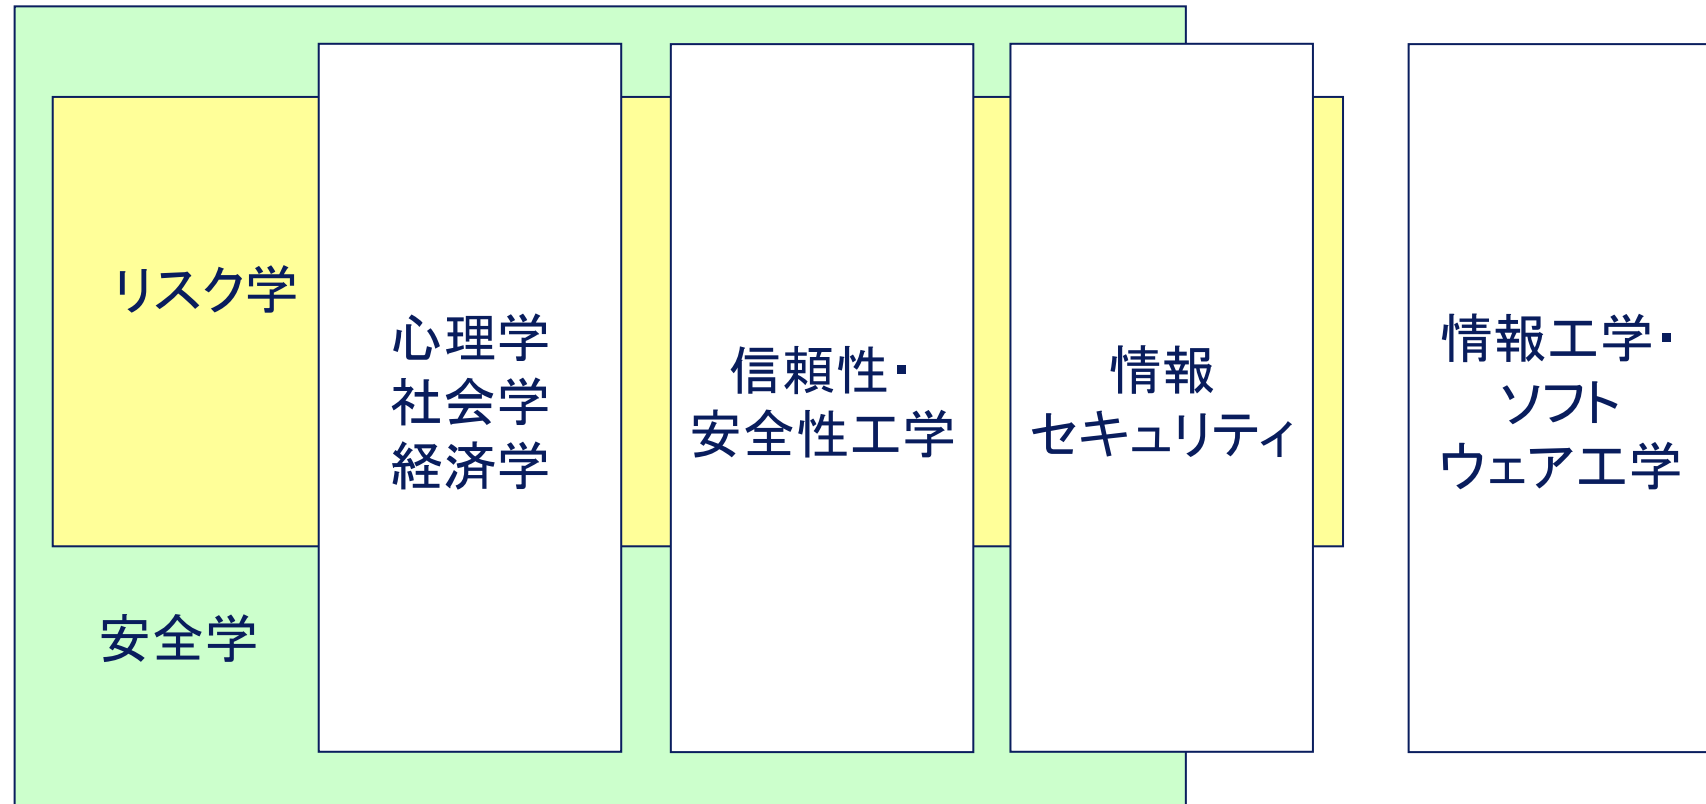 リスク学
安全学
心理学
社会学
経済学
信頼性・
安全性工学
情報
セキュリティ
情報工学・
ソフト
ウェア工学